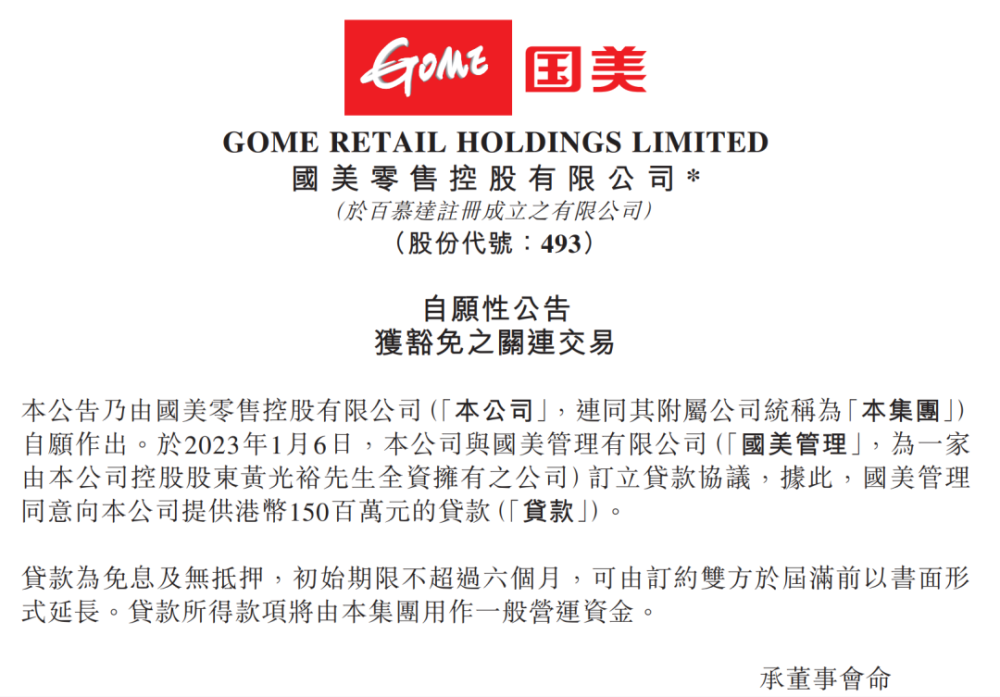 GOME 国美
GOME RETAIL HOLDINGS LIMITED
國美零售控股有限公司*
(於百慕達註冊成立之有限公司)
(股份代號：493)
自願性公告
獲豁免之關連交易
本公告乃由國美零售控股有限公司(「本公司」，連同其附屬公司統稱為「本集團」)
自願作出。於2023年1月6日，本公司與國美管理有限公司(「國美管理」，為一家
由本公司控股股東黃光裕先生全資擁有之公司)訂立貸款協議，據此，國美管理
同意向本公司提供港幣150百萬元的貸款(「貸款」)。
貸款為免息及無抵押，初始期限不超過六個月，可由訂約雙方於屆滿前以書面形
式延長。貸款所得款項將由本集團用作一般營運資金。
承董事會命